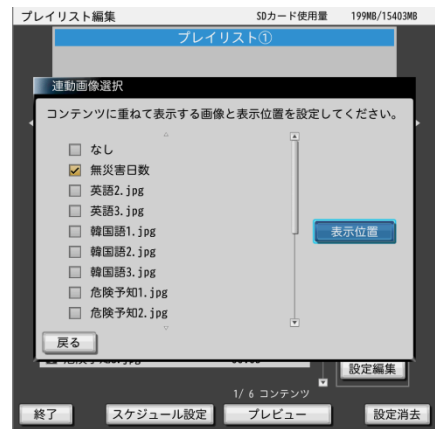 プレイリスト編集 SDカード使用量 199MB/15403MB
プレイリスト①
連動画像選択
コンテンツに重ねて表示する画像と表示位置を設定してください。
なし
無災害日数
英語2.jpg
英語3.jpg
韓国語1.jpg
韓国語2.jpg
韓国語3.jpg
危険予知1.jpg
危険予知2.jpg
表示位置
戻る
設定編集
1/ 6 コンテンツ
終了 スケジュール設定 プレビュー 設定消去